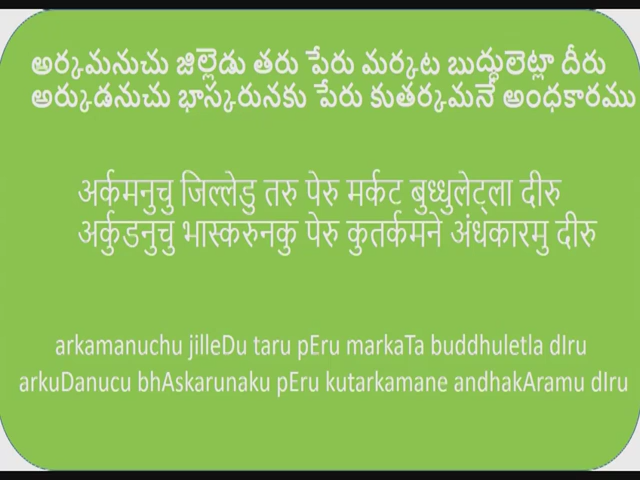 అర్కమనుచు జిల్లెడు తరు పేరు మర్కట బుద్ధులెట్లా దీరు
అర్కుడనుచు భాస్కరునకు పేరు కుతర్కమనే అంధకారము
अर्कमनुचु जिल्लेडु तरु पेरु मर्कट बुध्धुलेट्ला दीरु
अर्कुडनुचु भास्करुनकु पेरु कुतर्कमने अंधकारमु दीरु
arkamanuchu jilleDu taru pEru markaTa buddhuletla dIru
arkuDanucu bhAskarunaku pEru kutarkamane andhakAramu dIru